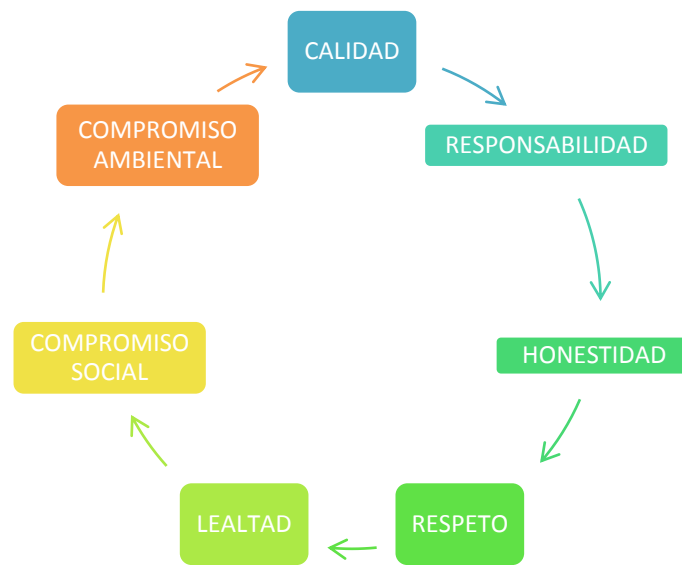 CALIDAD
RESPONSABILIDAD
HONESTIDAD
RESPETO
LEALTAD
COMPROMISO
SOCIAL
COMPROMISO
AMBIENTAL